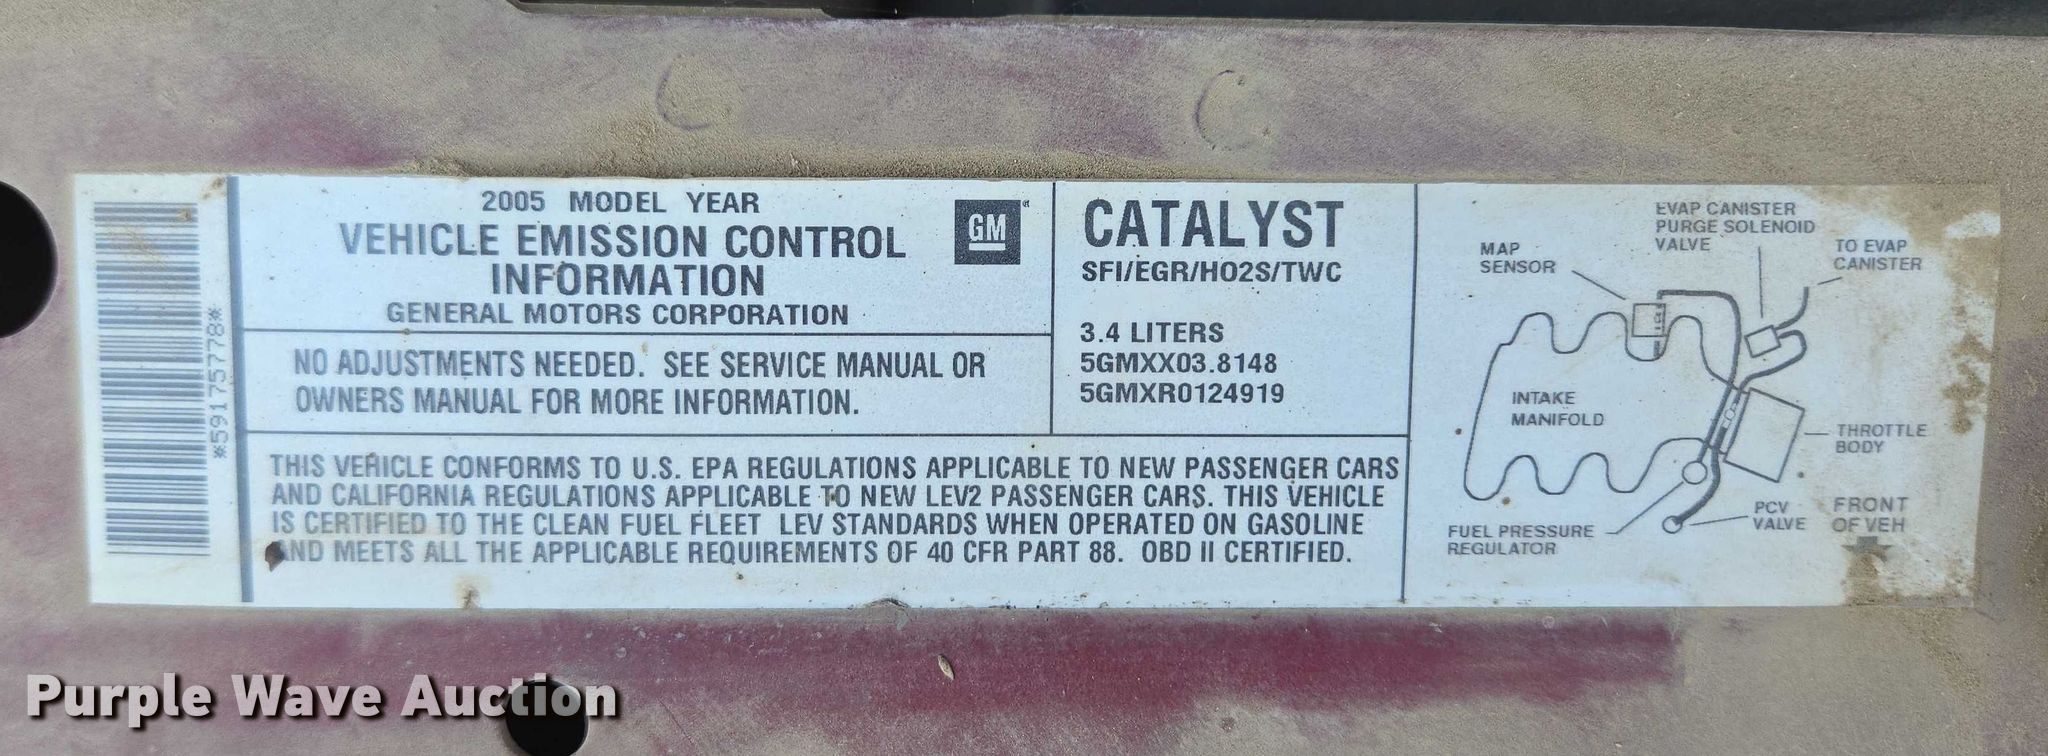 *59175778*
2005 MODEL YEAR
VEHICLE EMISSION CONTROL
INFORMATION
GENERAL MOTORS CORPORATION
GM
NO ADJUSTMENTS NEEDED. SEE SERVICE MANUAL OR
OWNERS MANUAL FOR MORE INFORMATION.
CATALYST
SFI/EGR/HO2S/TWC
3.4 LITERS
5GMXX03.8148
5GMXR0124919
THIS VEHICLE CONFORMS TO U.S. EPA REGULATIONS APPLICABLE TO NEW PASSENGER CARS
AND CALIFORNIA REGULATIONS APPLICABLE TO NEW LEV2 PASSENGER CARS. THIS VEHICLE
IS CERTIFIED TO THE CLEAN FUEL FLEET LEV STANDARDS WHEN OPERATED ON GASOLINE
AND MEETS ALL THE APPLICABLE REQUIREMENTS OF 40 CFR PART 88. OBD II CERTIFIED.
EVAP CANISTER
PURGE SOLENOID
VALVE
MAP
SENSOR
TO EVAP
CANISTER
INTAKE
MANIFOLD
THROTTLE
BODY
PCV
VALVE
FRONT
OF VEH
FUEL PRESSURE
REGULATOR
Purple Wave Auction